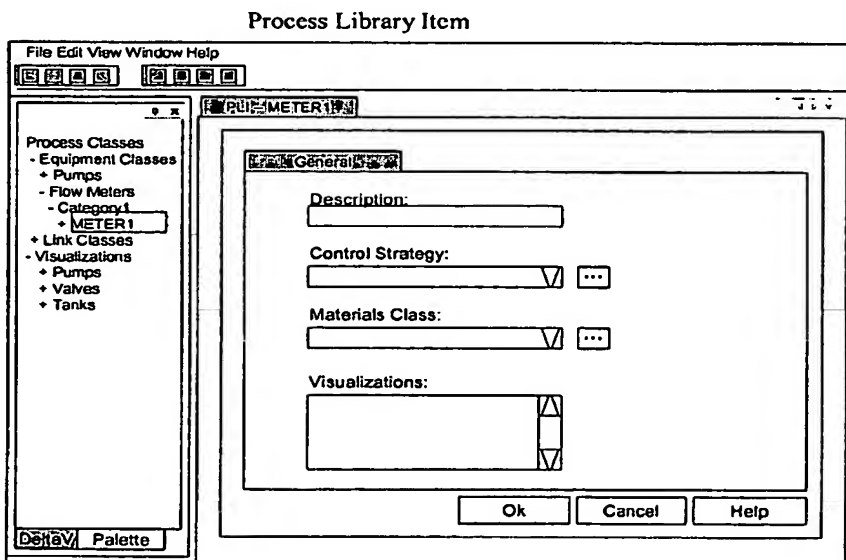 Process Library Item
File Edit View Window Help
PLI - METER1
Process Classes
- Equipment Classes
+ Pumps
- Flow Meters
- Category1
+ METER1
+ Link Classes
- Visualizations
+ Pumps
+ Valves
+ Tanks
General
Description:
Control Strategy:
...
Materials Class:
...
Visualizations:
Ok Cancel Help
DeltaV Palette